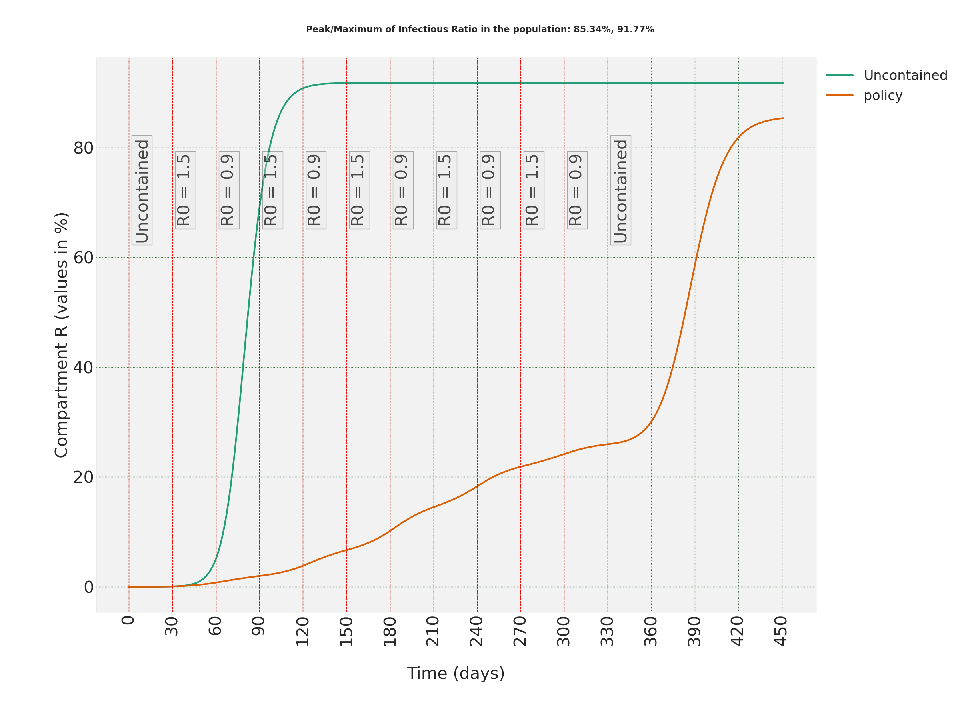 Peak/Maximum of Infectious Ratio in the population: 85.34%, 91.77%
Uncontained
policy
Compartment R (values in %)
80
60
40
20
0
Uncontained
R0 = 1.5
R0 = 0.9
R0 = 1.5
R0 = 0.9
R0 = 1.5
R0 = 0.9
R0 = 1.5
R0 = 0.9
R0 = 1.5
R0 = 0.9
Uncontained
0
30
60
90
120
150
180
210
240
270
300
330
360
390
420
450
Time (days)